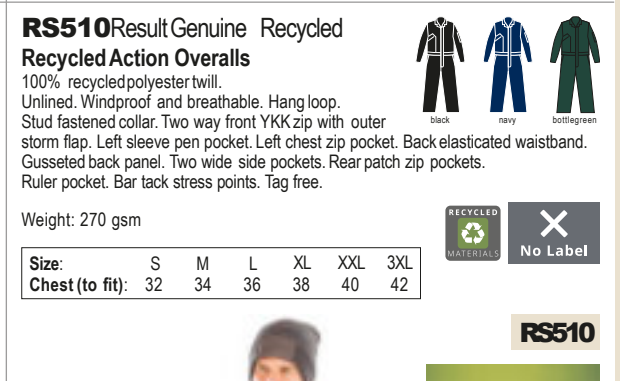 RS510 Result Genuine Recycled
Recycled Action Overalls
100% recycled polyester twill.
Unlined. Windproof and breathable. Hang loop.
Stud fastened collar. Two way front YKK zip with outer
storm flap. Left sleeve pen pocket. Left chest zip pocket. Back elasticated waistband.
Gusseted back panel. Two wide side pockets. Rear patch zip pockets.
Ruler pocket. Bar tack stress points. Tag free.
black navy bottlegreen
Weight: 270 gsm
RECYCLED
MATERIALS
No Label
Size: S M L XL XXL 3XL
Chest (to fit): 32 34 36 38 40 42
RS510